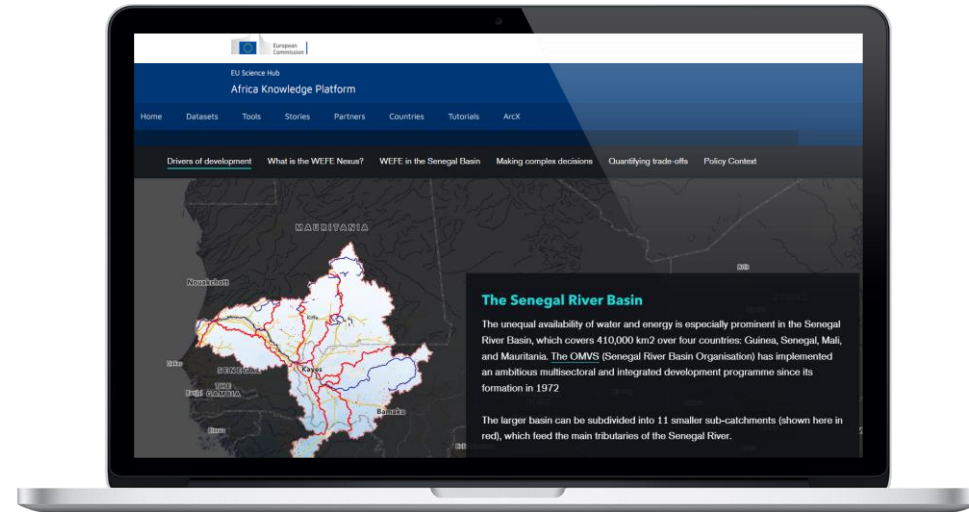 European
Commission
EU Science Hub
Africa Knowledge Platform
Home Datasets Tools Stories Partners Countries Tutorials ArcX
Drivers of development What is the WEFE Nexus? WEFE in the Senegal Basin Making complex decisions Quantifying trade-offs Policy Context
MAURITANIA
Nouakchott
Kiffa
Dakar
SENEGAL
Kayes
THE
GAMBIA
Banjul
Bamako
Bissau
The Senegal River Basin
The unequal availability of water and energy is especially prominent in the Senegal
River Basin, which covers 410,000 km2 over four countries: Guinea, Senegal, Mali,
and Mauritania. The OMVS (Senegal River Basin Organisation) has implemented
an ambitious multisectoral and integrated development programme since its
formation in 1972
The larger basin can be subdivided into 11 smaller sub-catchments (shown here in
red), which feed the main tributaries of the Senegal River.